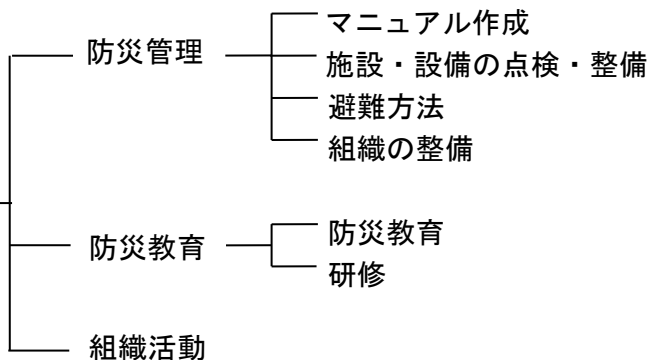 防災管理
マニュアル作成
施設・設備の点検・整備
避難方法
組織の整備
防災教育
防災教育
研修
組織活動